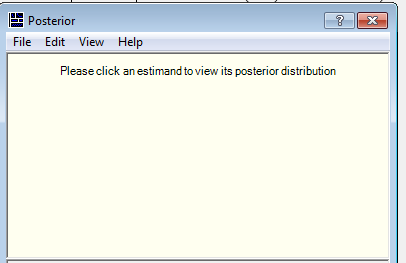 Posterior
File Edit View Help
Please click an estimand to view its posterior distribution